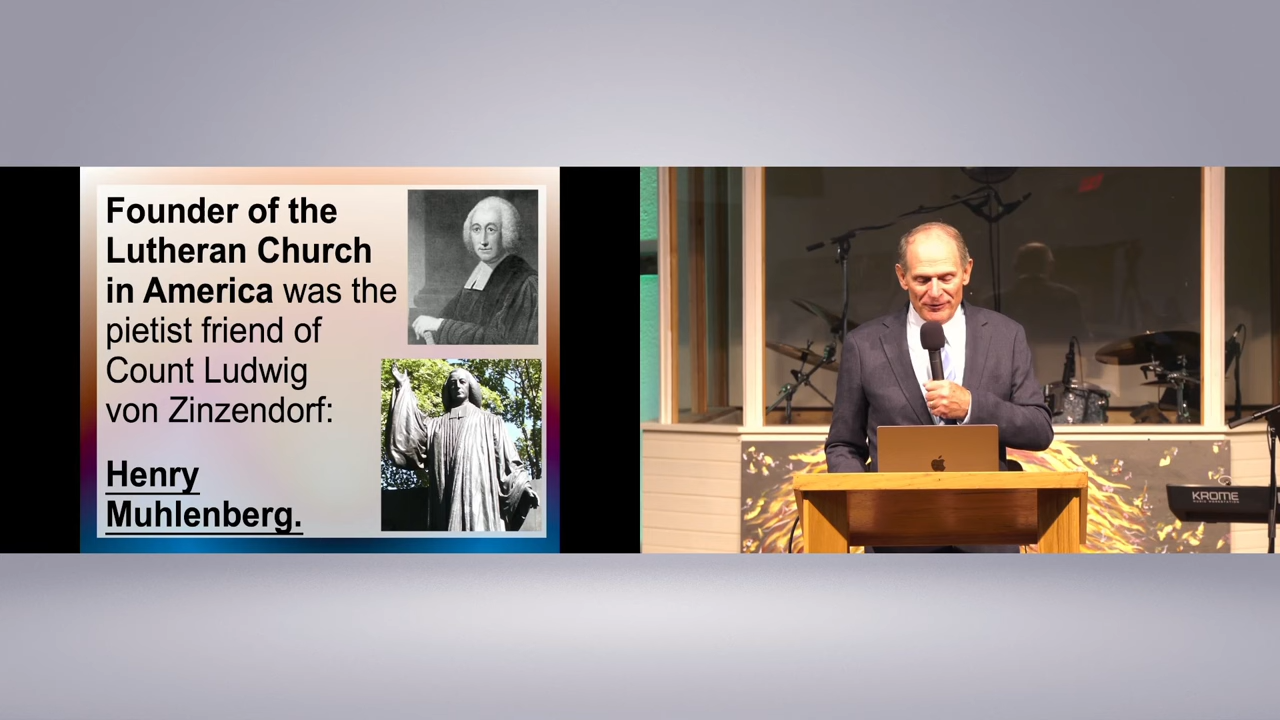 Founder of the
Lutheran Church
in America was the
pietist friend of
Count Ludwig
von Zinzendorf:
Henry
Muhlenberg.
KROME